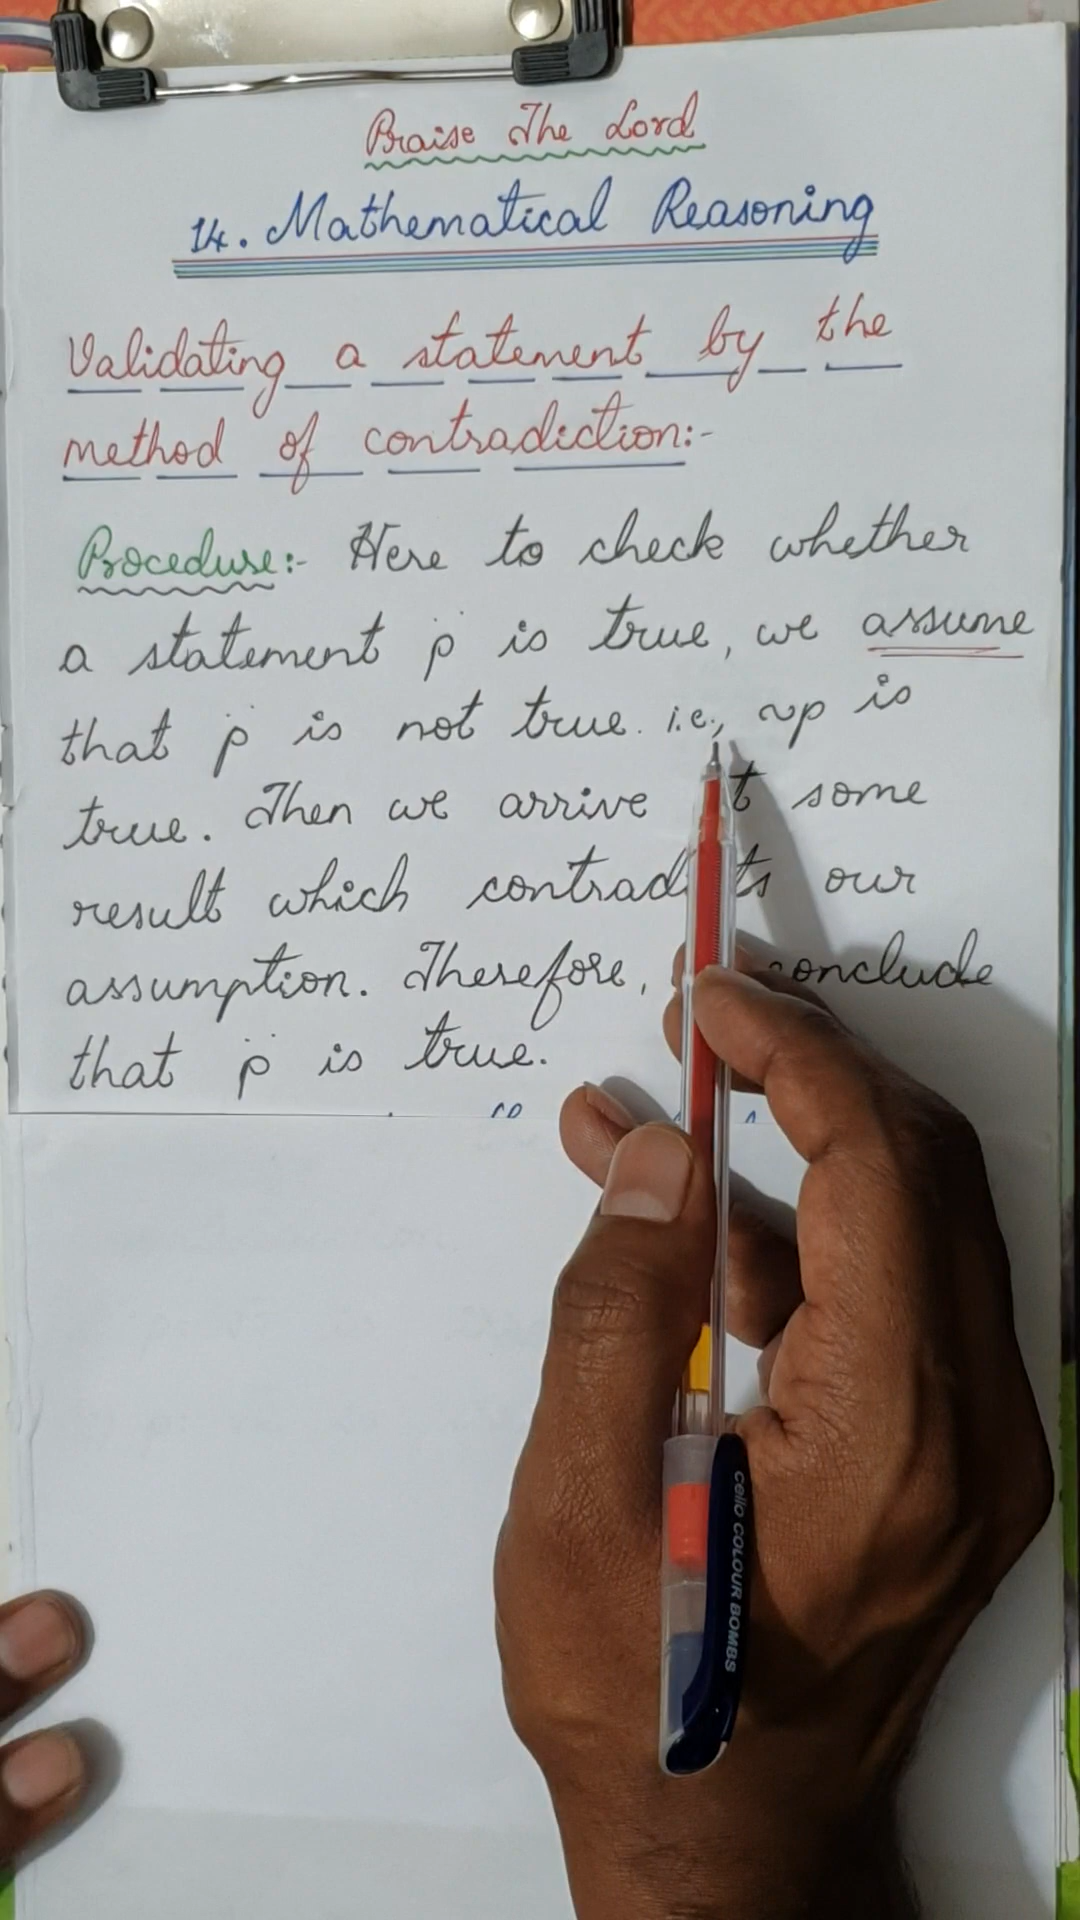 Praise The Lord
14. Mathematical Reasoning
Validating a statement by the
method of contradiction:-
Procedure:- Here to check whether
a statement p is true, we assume
that p is not true. i.e., ~p is
true. Then we arrive t some
result which contrad ts our
assumption. Therefore, conclude
that p is true.
cello COLOUR BOMBS